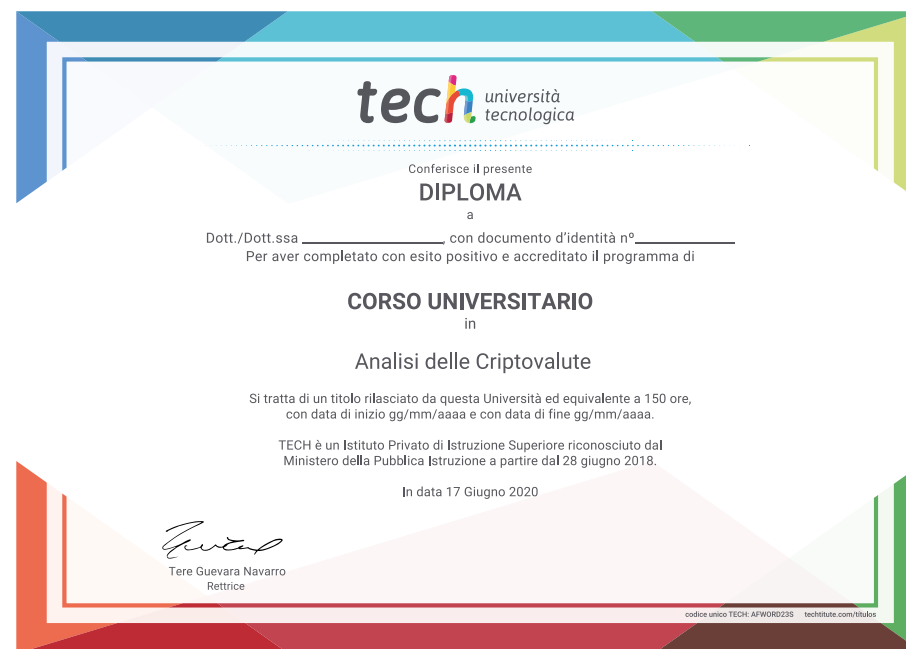 tech università
tecnologica
Conferisce il presente
DIPLOMA
a
Dott./Dott.ssa ________________, con documento d'identità nº____________
Per aver completato con esito positivo e accreditato il programma di
CORSO UNIVERSITARIO
in
Analisi delle Criptovalute
Si tratta di un titolo rilasciato da questa Università ed equivalente a 150 ore,
con data di inizio gg/mm/aaaa e con data di fine gg/mm/aaaa.
TECH è un Istituto Privato di Istruzione Superiore riconosciuto dal
Ministero della Pubblica Istruzione a partire dal 28 giugno 2018.
In data 17 Giugno 2020
Tere Guevara Navarro
Rettrice
codice unico TECH: AFWORD23S techtitute.com/titulos